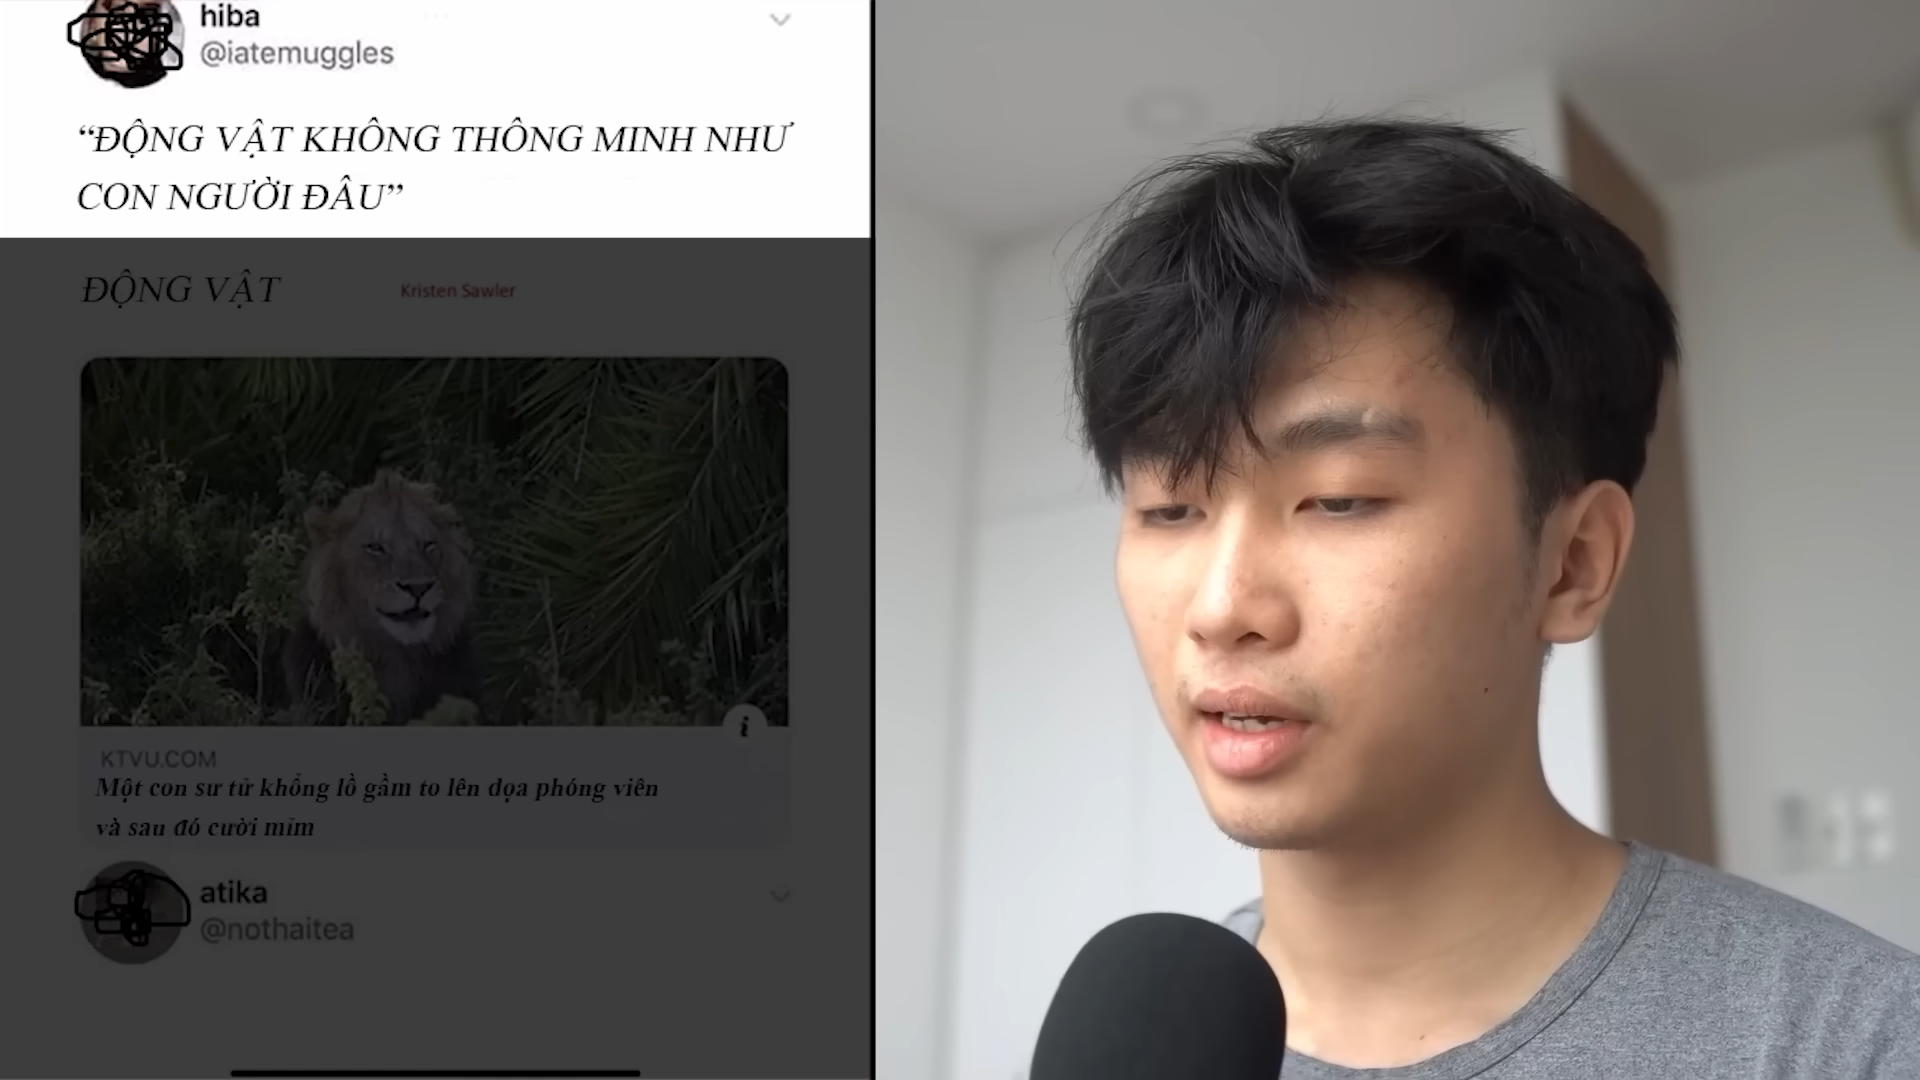 hiba
@iatemuggles
“ĐỘNG VẬT KHÔNG THÔNG MINH NHƯ
CON NGƯỜI ĐÂU”
ĐỘNG VẬT
Kristen Sawler
i
KTVU.COM
Một con sư tử khổng lồ gầm to lên dọa phóng viên
và sau đó cười mỉm
atika
@nothaitea